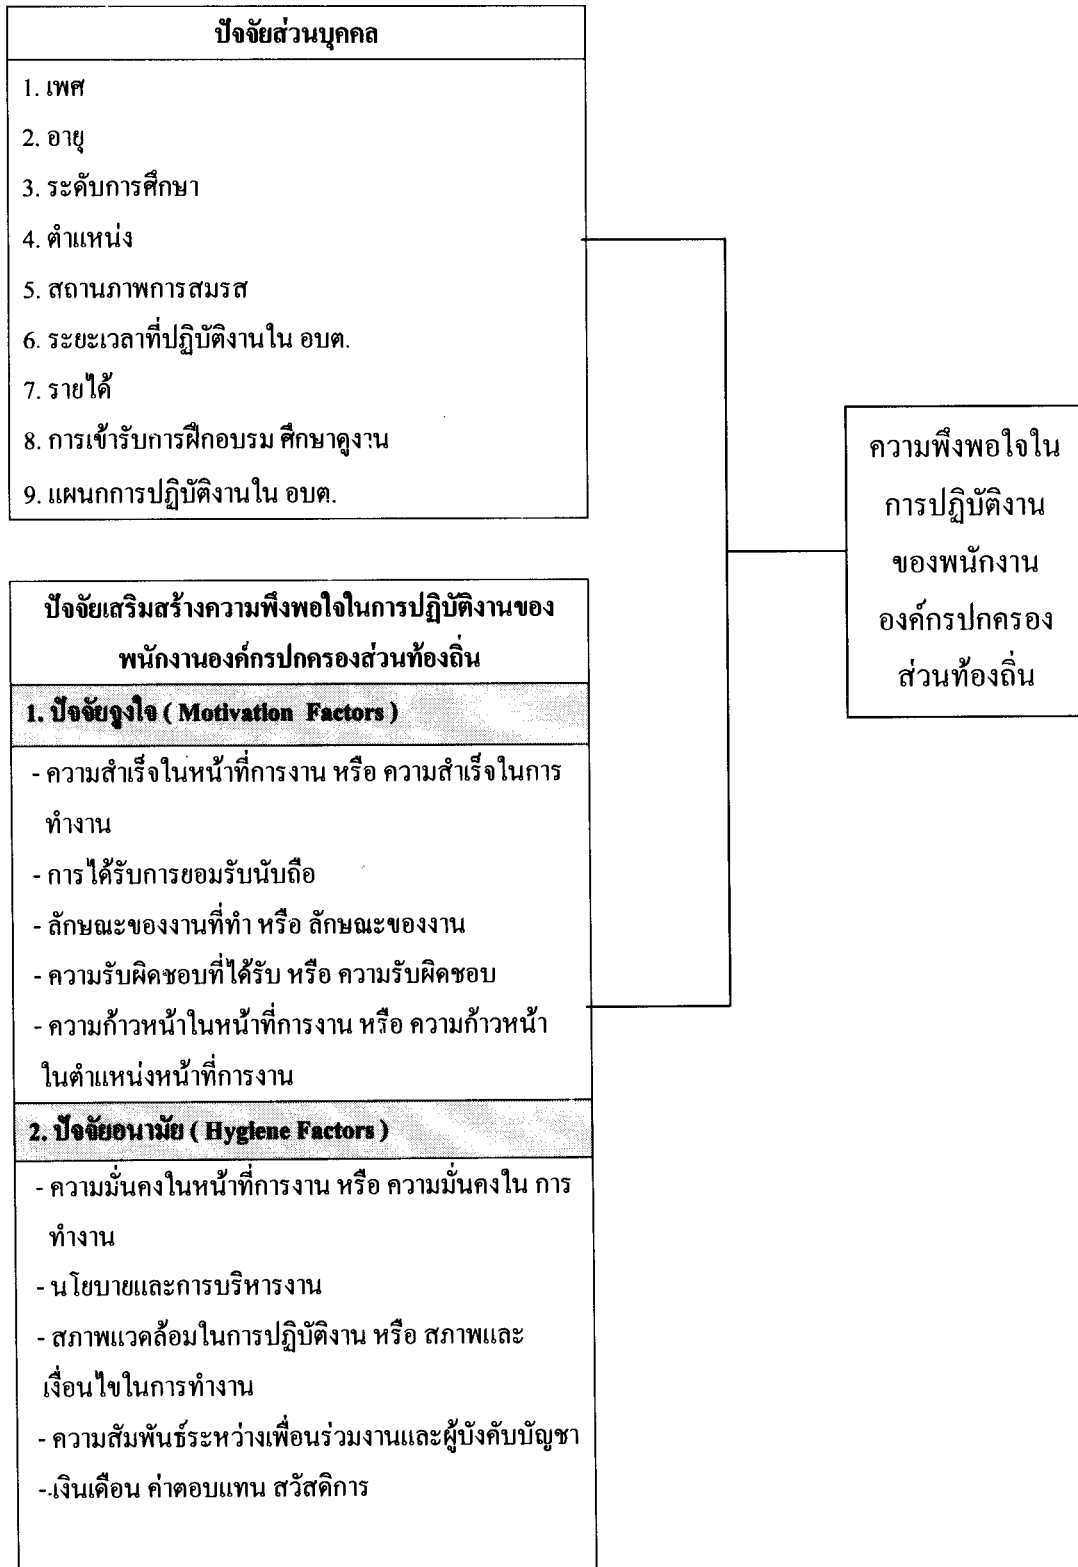 ปัจจัยส่วนบุคคล
1. เพศ
2. อายุ
3. ระดับการศึกษา
4. ตำแหน่ง
5. สถานภาพการสมรส
6. ระยะเวลาที่ปฏิบัติงานใน อบต.
7. รายได้
8. การเข้ารับการฝึกอบรม ศึกษาดูงาน
9. แผนกการปฏิบัติงานใน อบต.
ปัจจัยเสริมสร้างความพึงพอใจในการปฏิบัติงานของ
พนักงานองค์กรปกครองส่วนท้องถิ่น
1. ปัจจัยจูงใจ ( Motivation Factors )
- ความสำเร็จในหน้าที่การงาน หรือ ความสำเร็จในการ
ทำงาน
- การได้รับการยอมรับนับถือ
- ลักษณะของงานที่ทำ หรือ ลักษณะของงาน
- ความรับผิดชอบที่ได้รับ หรือ ความรับผิดชอบ
- ความก้าวหน้าในหน้าที่การงาน หรือ ความก้าวหน้า
ในตำแหน่งหน้าที่การงาน
2. ปัจจัยอนามัย ( Hygiene Factors )
- ความมั่นคงในหน้าที่การงาน หรือ ความมั่นคงใน การ
ทำงาน
- นโยบายและการบริหารงาน
- สภาพแวดล้อมในการปฏิบัติงาน หรือ สภาพและ
เงื่อนไขในการทำงาน
- ความสัมพันธ์ระหว่างเพื่อนร่วมงานและผู้บังคับบัญชา
- เงินเดือน ค่าตอบแทน สวัสดิการ
ความพึงพอใจใน
การปฏิบัติงาน
ของพนักงาน
องค์กรปกครอง
ส่วนท้องถิ่น